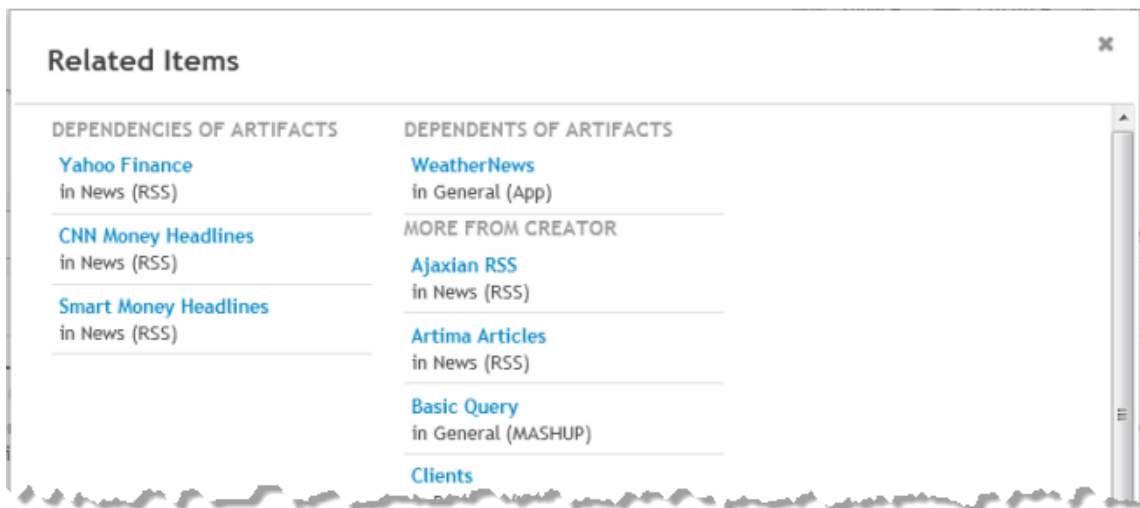 Related Items
DEPENDENCIES OF ARTIFACTS
Yahoo Finance
in News (RSS)
CNN Money Headlines
in News (RSS)
Smart Money Headlines
in News (RSS)
DEPENDENTS OF ARTIFACTS
WeatherNews
in General (App)
MORE FROM CREATOR
Ajaxian RSS
in News (RSS)
Artima Articles
in News (RSS)
Basic Query
in General (MASHUP)
Clients